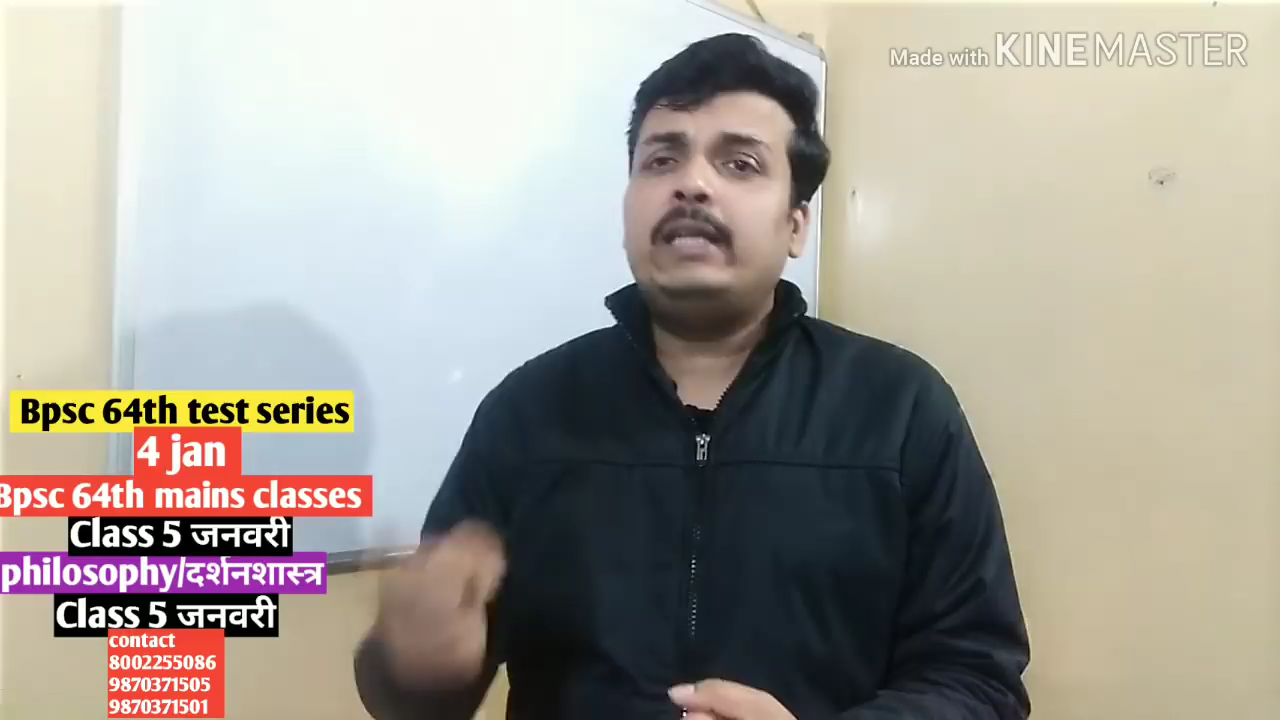 Made with KINEMASTER
Bpsc 64th test series
4 jan
Bpsc 64th mains classes
Class 5 जनवरी
philosophy/दर्शनशास्त्र
Class 5 जनवरी
contact
8002255086
9870371505
9870371501